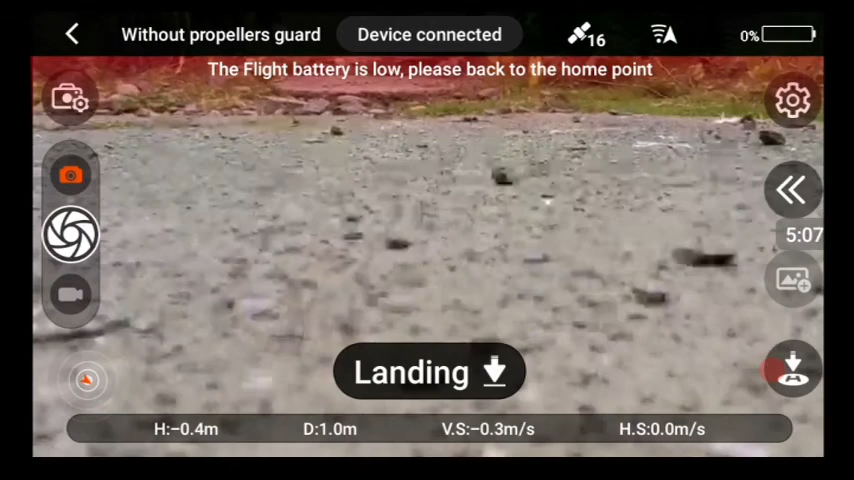 Without propellers guard
Device connected
16
0%
The Flight battery is low, please back to the home point
5:07
Landing
H:−0.4m D:1.0m V.S:−0.3m/s H.S:0.0m/s